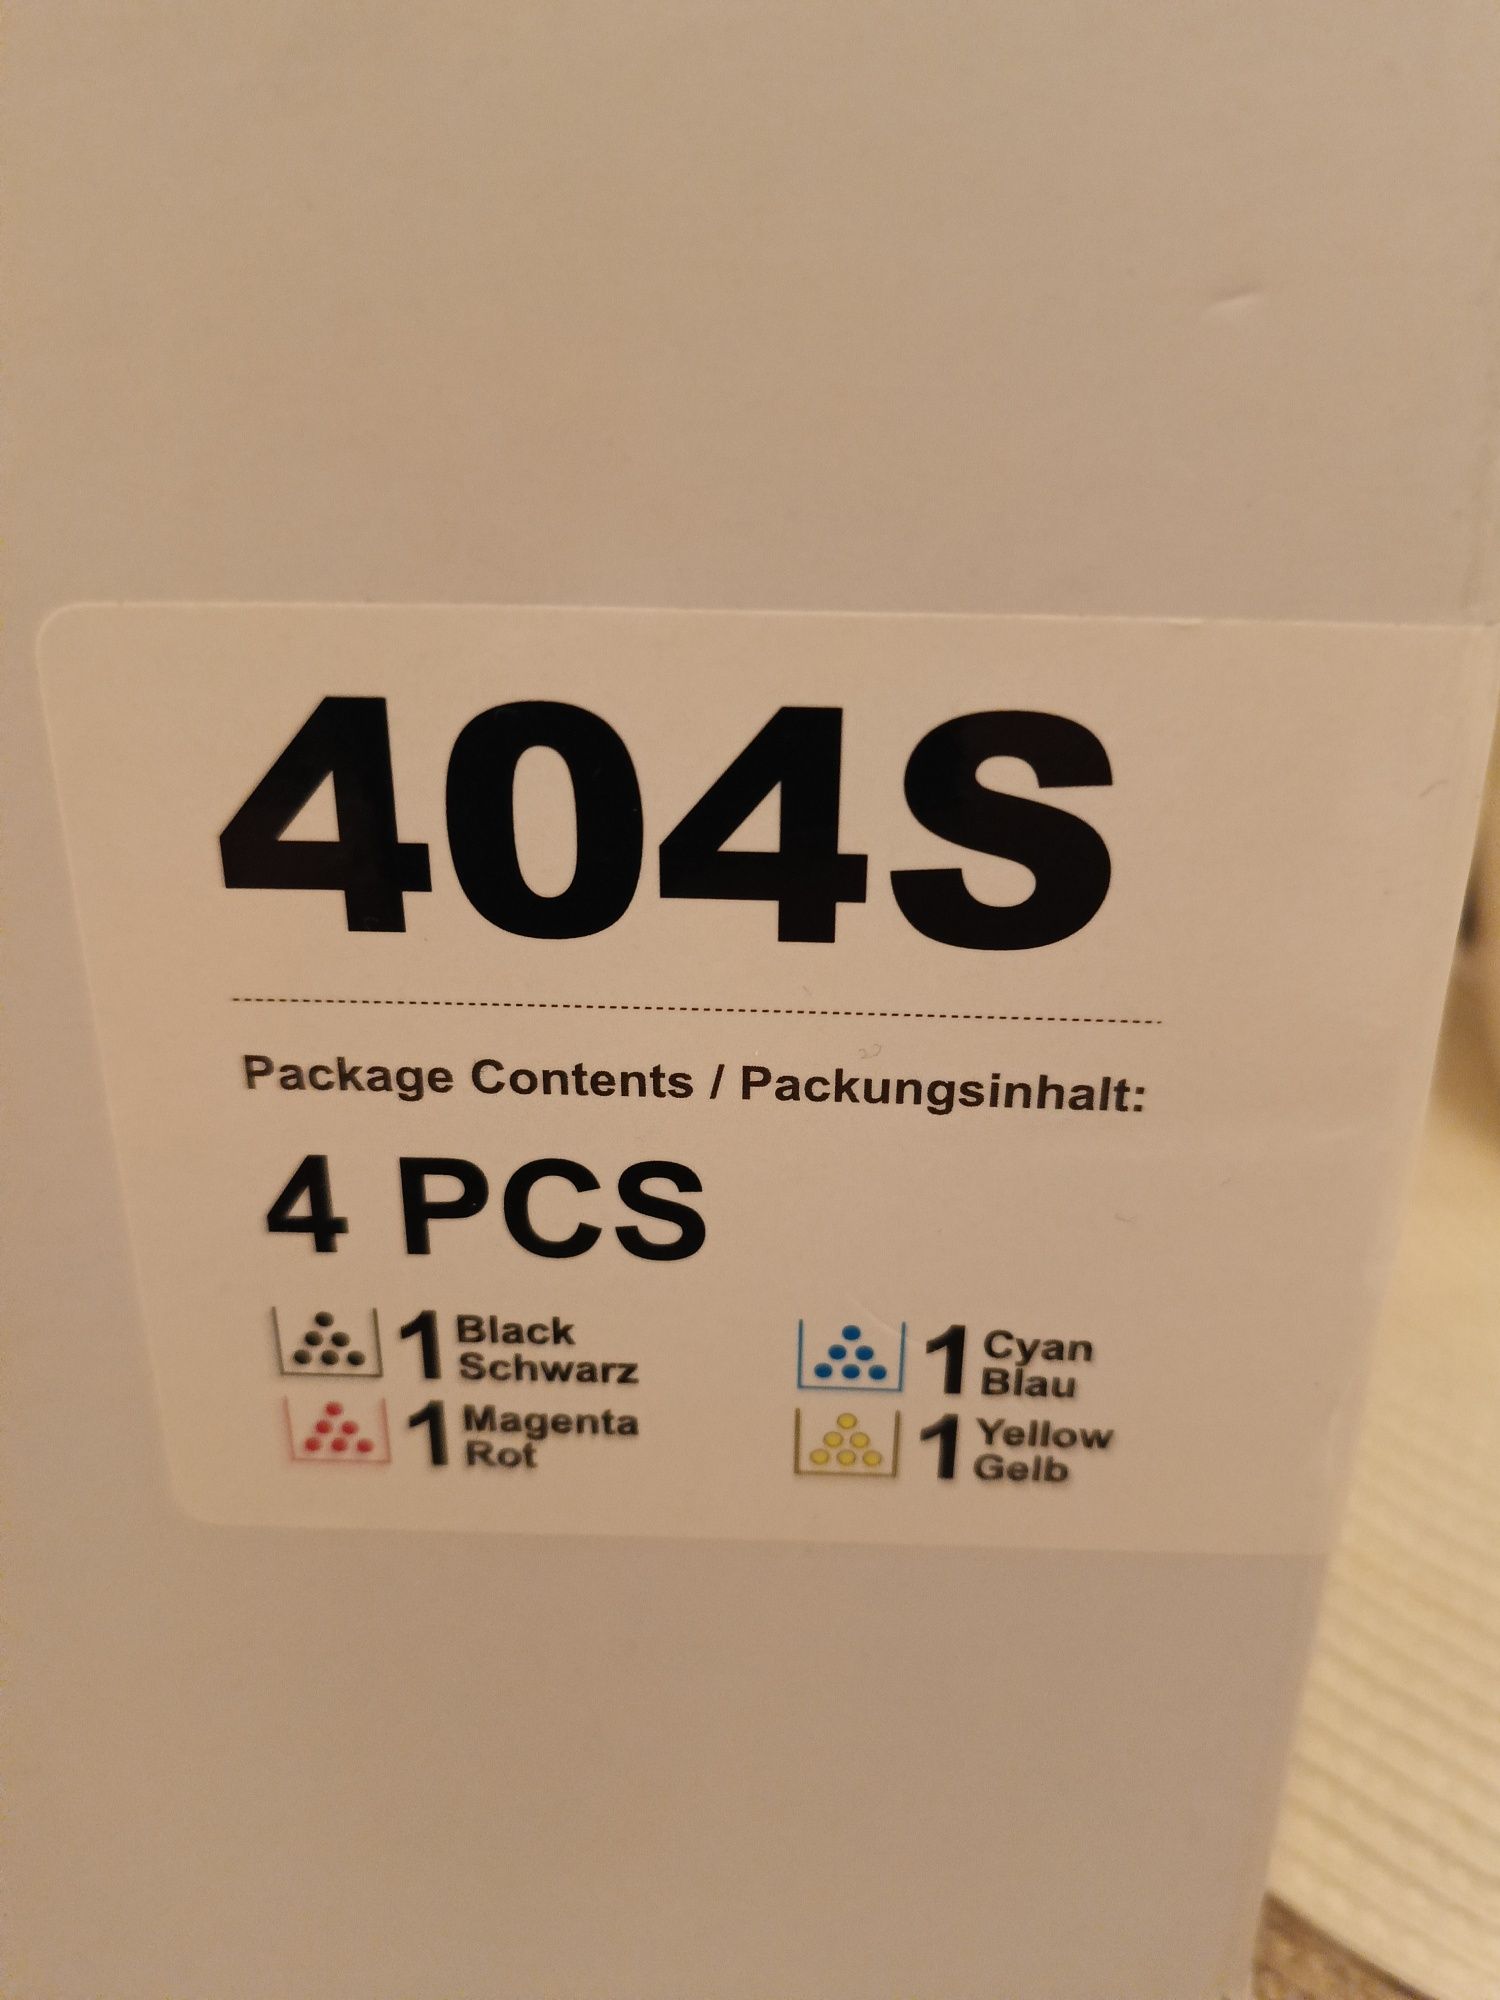 404S
Package Contents / Packungsinhalt:
4 PCS
1 Black Schwarz
1 Cyan Blau
1 Magenta Rot
1 Yellow Gelb